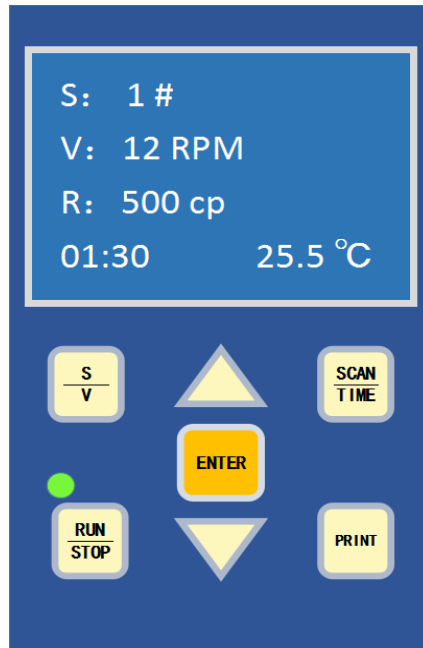 S： 1 #
V： 12 RPM
R： 500 cp
01:30 25.5 ℃
S
V
SCAN
TIME
ENTER
RUN
STOP
PRINT